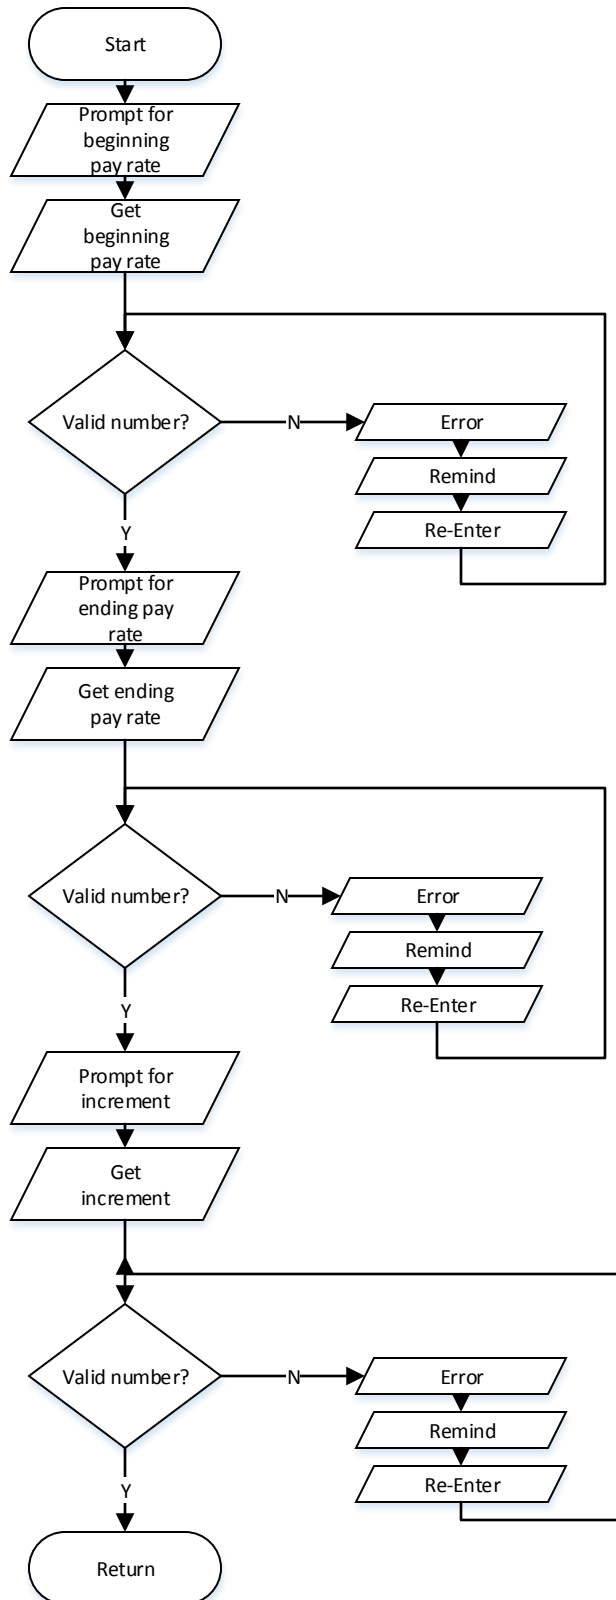 Start
Prompt for
beginning
pay rate
Get
beginning
pay rate
Valid number?
N
Error
Remind
Re-Enter
Y
Prompt for
ending pay
rate
Get ending
pay rate
Valid number?
N
Error
Remind
Re-Enter
Y
Prompt for
increment
Get
increment
Valid number?
N
Error
Remind
Re-Enter
Y
Return